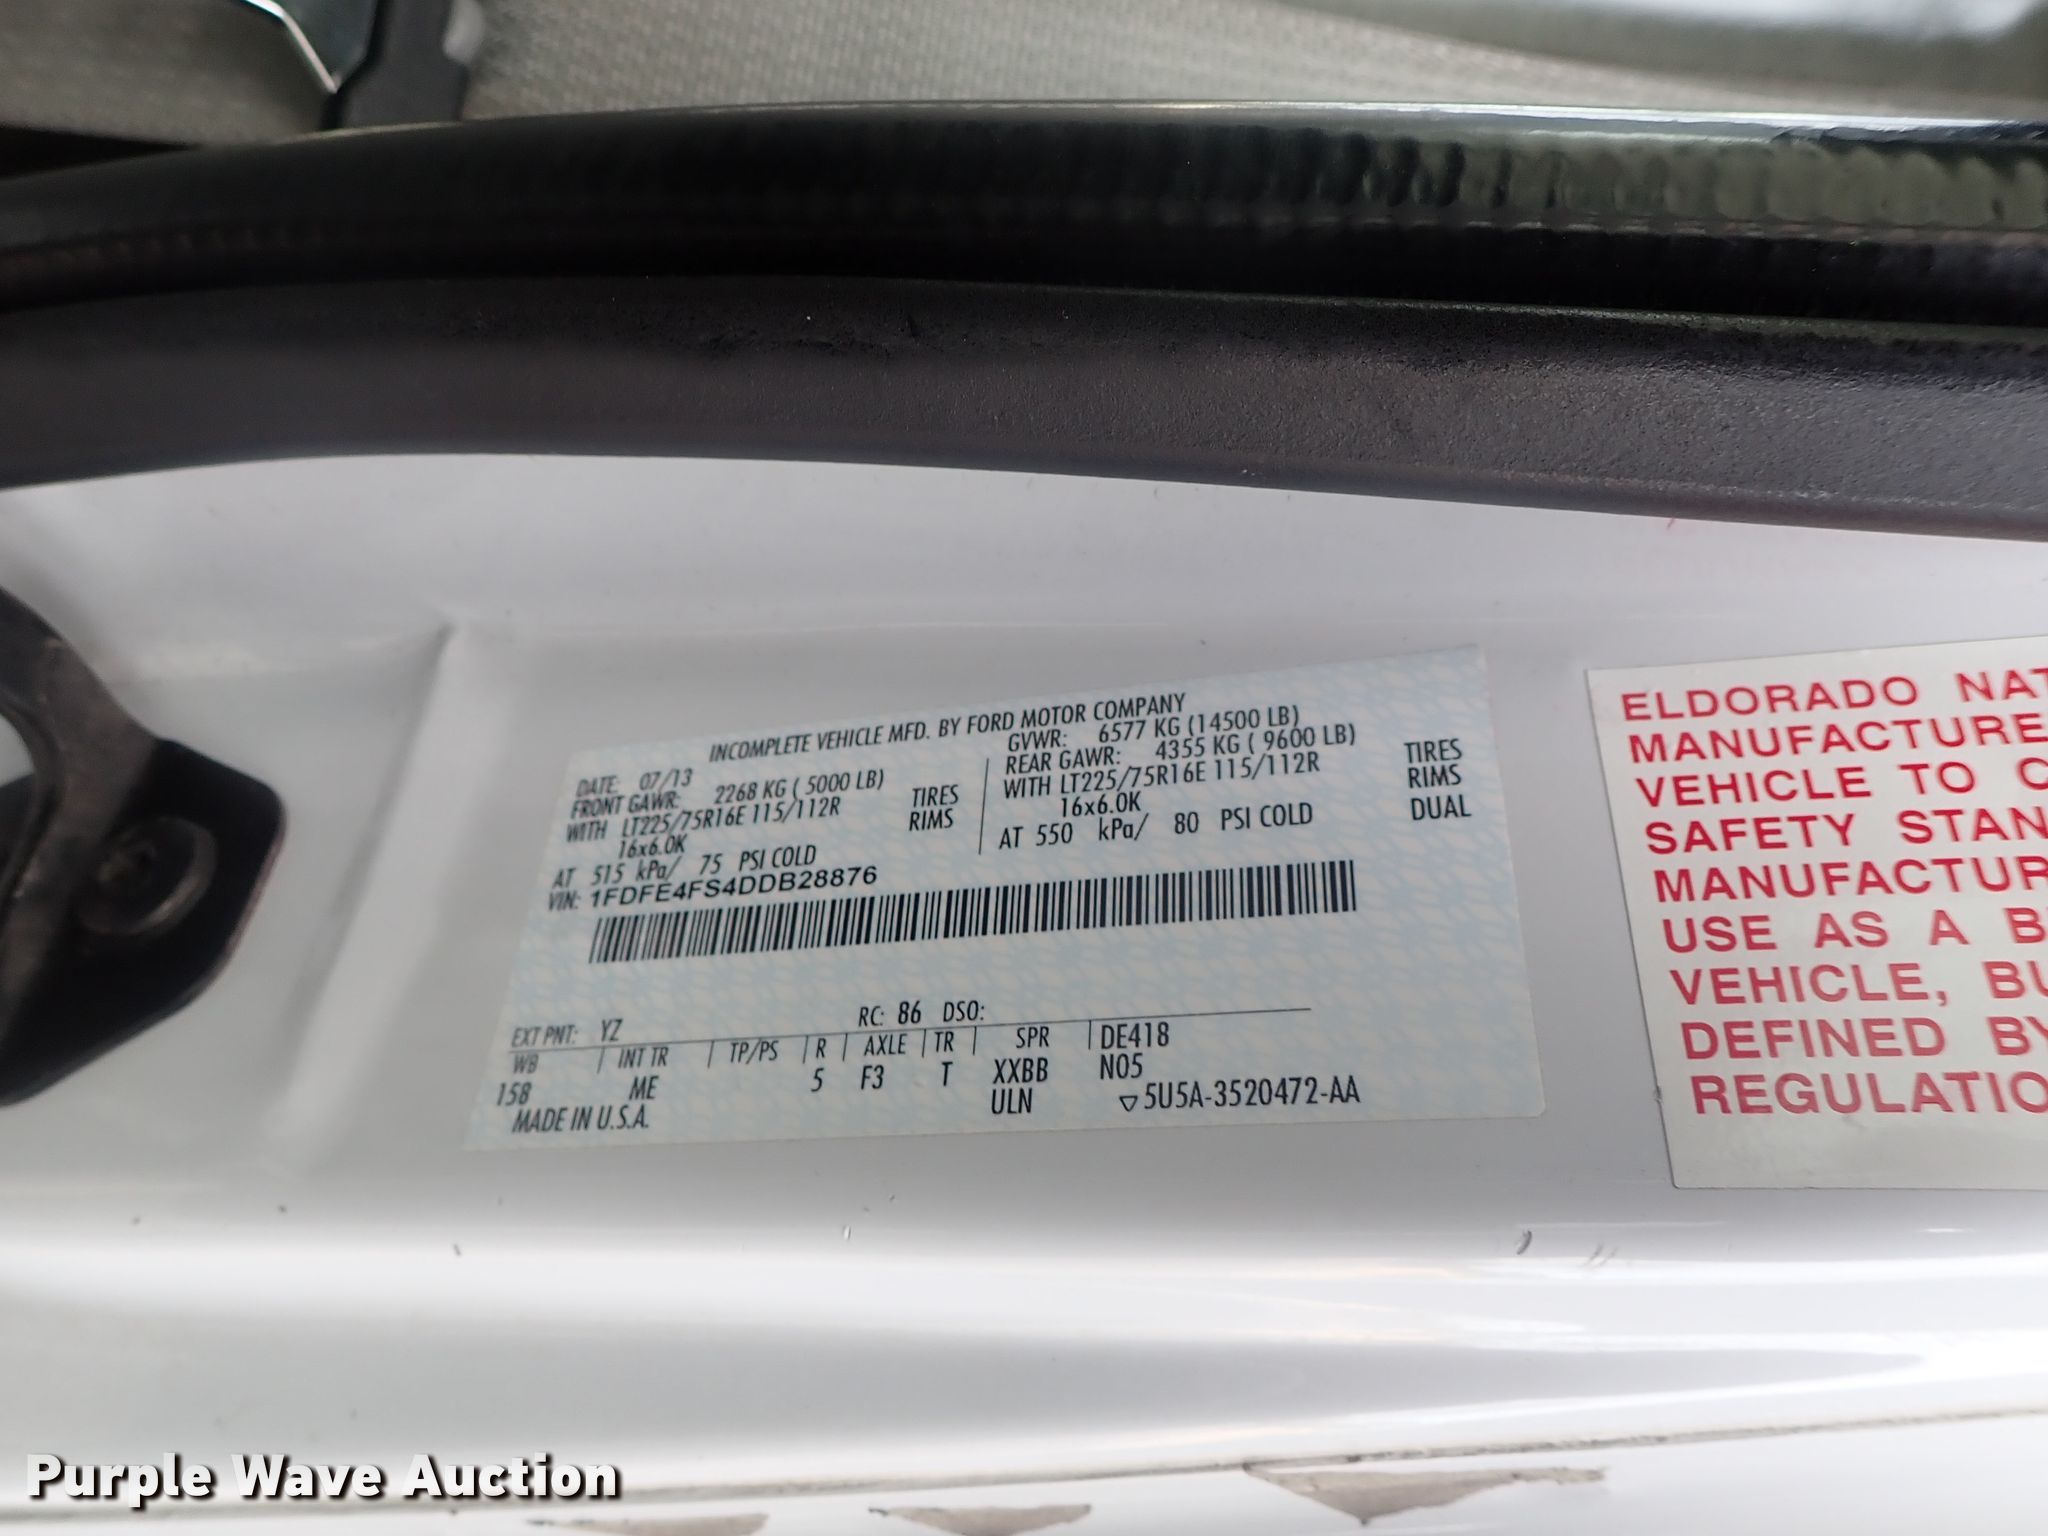 INCOMPLETE VEHICLE MFD. BY FORD MOTOR COMPANY
DATE: 07/13
GVWR: 6577 KG (14500 LB)
FRONT GAWR: 2268 KG ( 5000 LB)
REAR GAWR: 4355 KG ( 9600 LB)
WITH LT225/75R16E 115/112R TIRES
WITH LT225/75R16E 115/112R TIRES
16x6.0K RIMS
16x6.0K RIMS
AT 515 kPa/ 75 PSI COLD
AT 550 kPa/ 80 PSI COLD DUAL
VIN: 1FDFE4FS4DDB28876
EXT PNT: YZ RC: 86 DSO:
WB INT TR TP/PS R AXLE TR SPR DE418
158 ME 5 F3 T XXBB N05
MADE IN U.S.A. ULN 5U5A-3520472-AA
ELDORADO NAT
MANUFACTURE
VEHICLE TO C
SAFETY STAN
MANUFACTUR
USE AS A B
VEHICLE, BU
DEFINED BY
REGULATIO
Purple Wave Auction